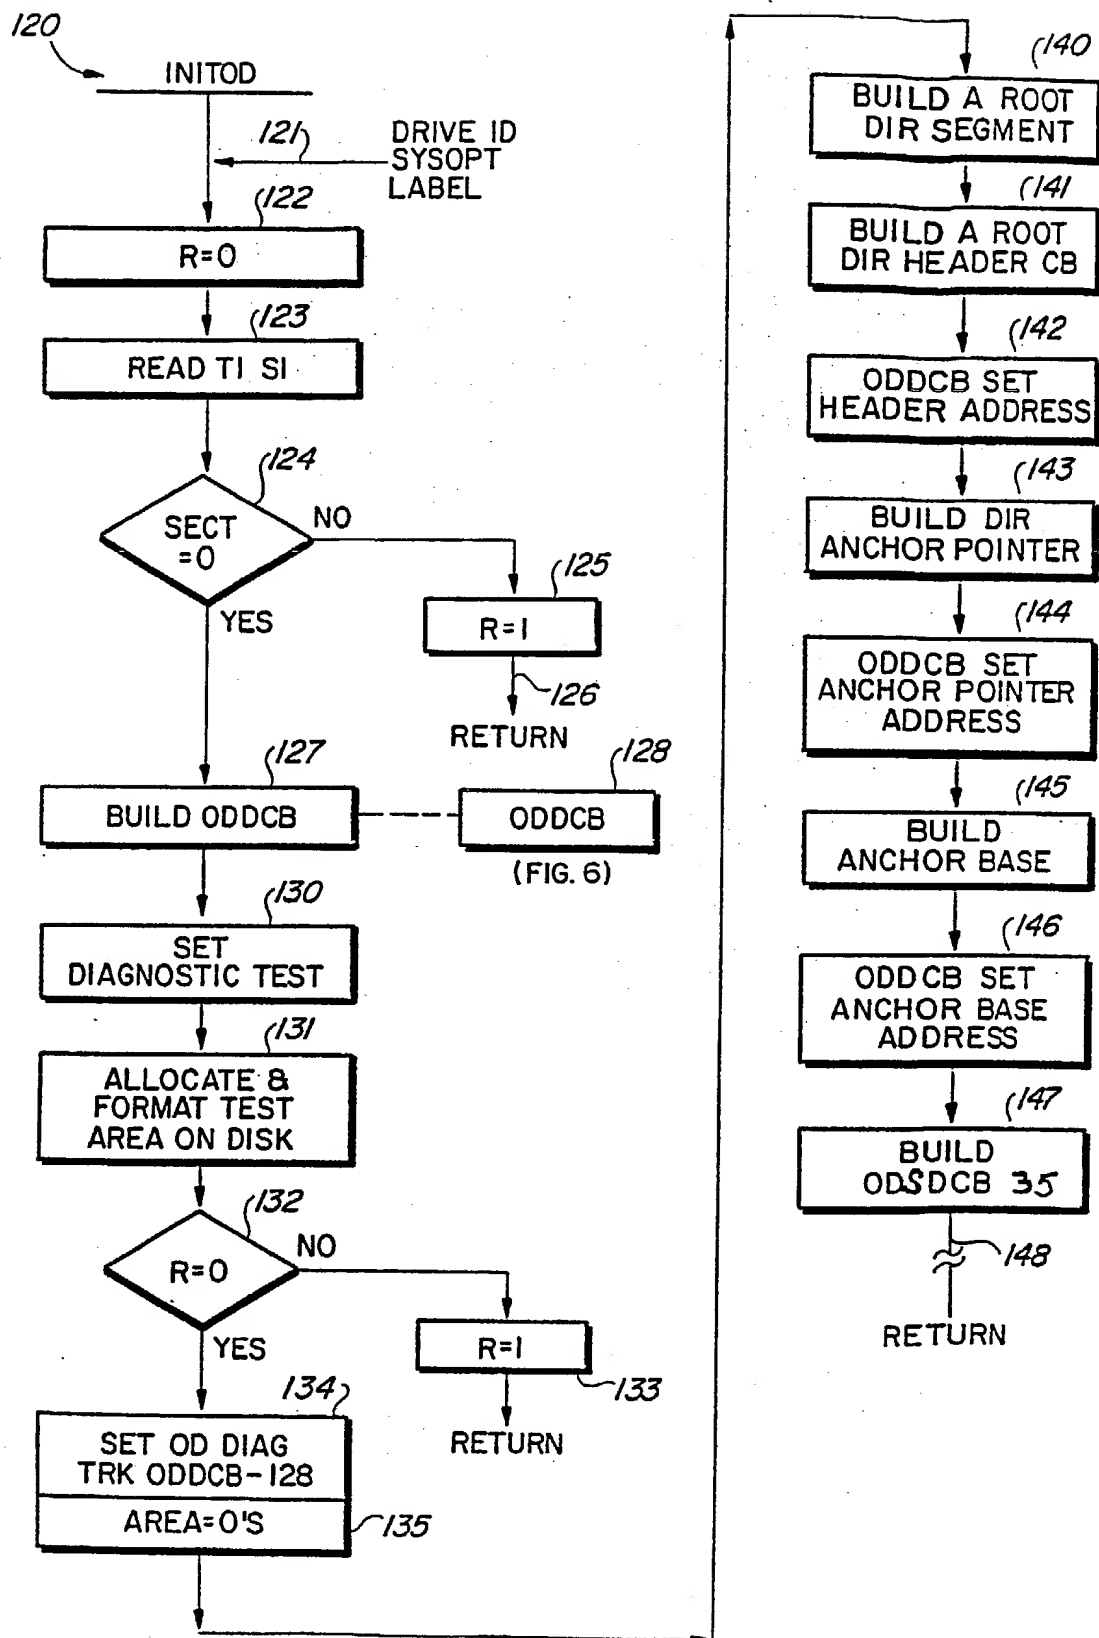 120
INITOD
121
DRIVE ID
SYSOPT
LABEL
122
R=0
123
READ T1 S1
124
SECT
=0
NO
YES
125
R=1
126
RETURN
127
BUILD ODDCB
128
ODDCB
(FIG. 6)
130
SET
DIAGNOSTIC TEST
131
ALLOCATE &
FORMAT TEST
AREA ON DISK
132
R=0
NO
YES
R=1
133
RETURN
134
SET OD DIAG
TRK ODDCB-128
AREA=0'S
135
140
BUILD A ROOT
DIR SEGMENT
141
BUILD A ROOT
DIR HEADER CB
142
ODDCB SET
HEADER ADDRESS
143
BUILD DIR
ANCHOR POINTER
144
ODDCB SET
ANCHOR POINTER
ADDRESS
145
BUILD
ANCHOR BASE
146
ODDCB SET
ANCHOR BASE
ADDRESS
147
BUILD
ODSDCB 35
148
RETURN